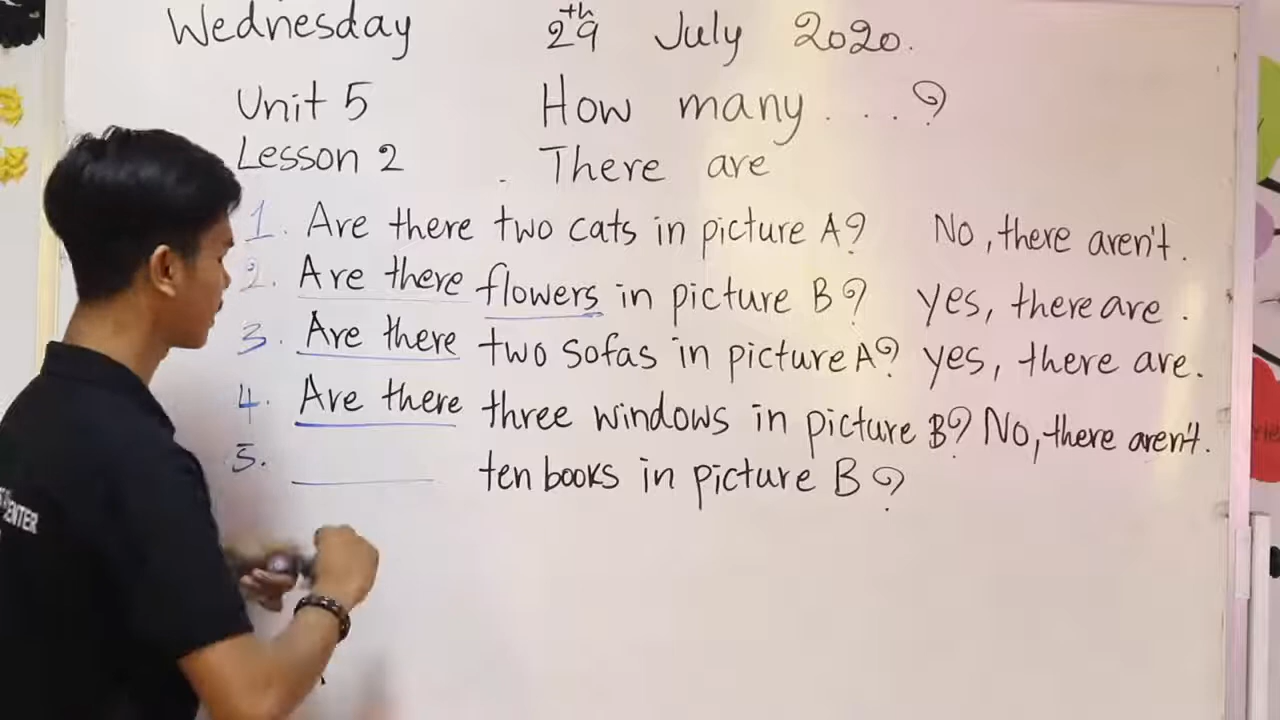 Wednesday 29th July 2020.
Unit 5 How many ...?
Lesson 2 . There are
1. Are there two cats in picture A? No, there aren't.
2. Are there flowers in picture B? yes, there are.
3. Are there two sofas in picture A? yes, there are.
4. Are there three windows in picture B? No, there aren't.
5. ______ ten books in picture B?
ENTER